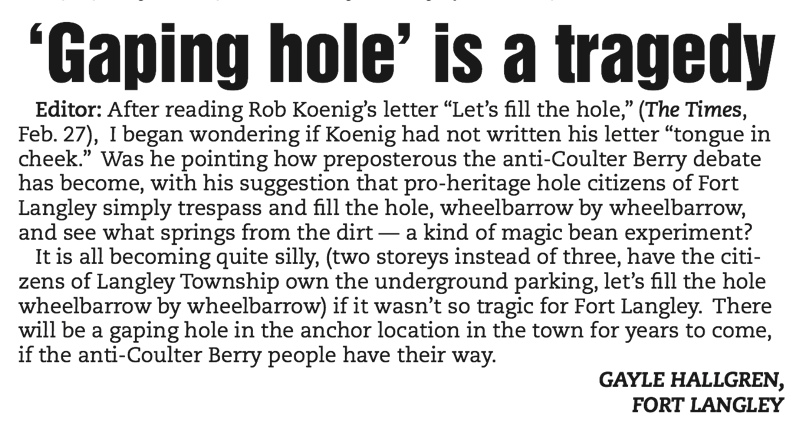 ‘Gaping hole’ is a tragedy
Editor: After reading Rob Koenig’s letter “Let’s fill the hole,” (The Times,
Feb. 27), I began wondering if Koenig had not written his letter “tongue in
cheek.” Was he pointing how preposterous the anti-Coulter Berry debate
has become, with his suggestion that pro-heritage hole citizens of Fort
Langley simply trespass and fill the hole, wheelbarrow by wheelbarrow,
and see what springs from the dirt — a kind of magic bean experiment?
It is all becoming quite silly, (two storeys instead of three, have the citi-
zens of Langley Township own the underground parking, let’s fill the hole
wheelbarrow by wheelbarrow) if it wasn’t so tragic for Fort Langley. There
will be a gaping hole in the anchor location in the town for years to come,
if the anti-Coulter Berry people have their way.
GAYLE HALLGREN,
FORT LANGLEY